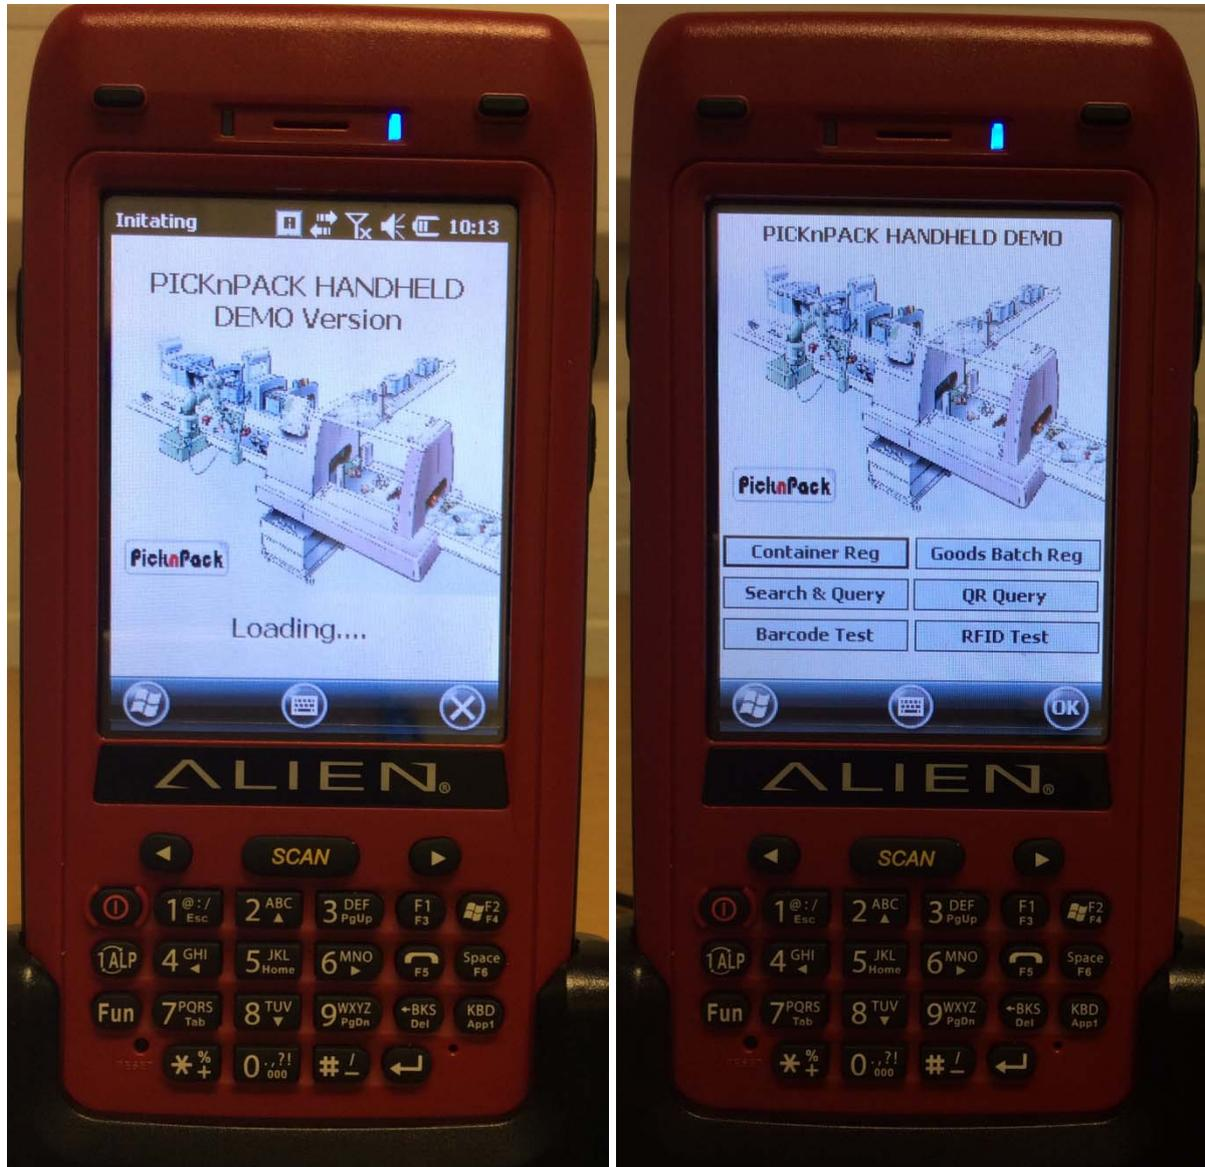 Initating 10:13
PICKnPACK HANDHELD
DEMO Version
PicknPack
Loading....
ALIEN®
SCAN
1 @:/ Esc 2 ABC 3 DEF PgUp F1 F3 F2 F4
1ALP 4 GHI 5 JKL Home 6 MNO F5 Space F6
Fun 7 PQRS Tab 8 TUV 9 WXYZ PgDn ←BKS Del KBD App1
RESET * % + 0 .,?! 000 # / _
PICKnPACK HANDHELD DEMO
PicknPack
Container Reg Goods Batch Reg
Search & Query QR Query
Barcode Test RFID Test
OK
ALIEN®
SCAN
1 @:/ Esc 2 ABC 3 DEF PgUp F1 F3 F2 F4
1ALP 4 GHI 5 JKL Home 6 MNO F5 Space F6
Fun 7 PQRS Tab 8 TUV 9 WXYZ PgDn ←BKS Del KBD App1
RESET * % + 0 .,?! 000 # / _